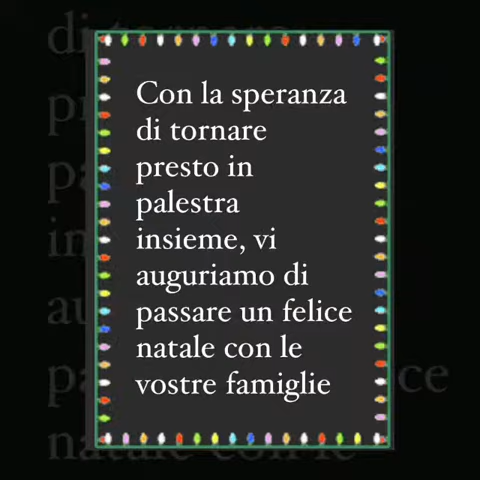 Con la speranza
di tornare
presto in
palestra
insieme, vi
auguriamo di
passare un felice
natale con le
vostre famiglie